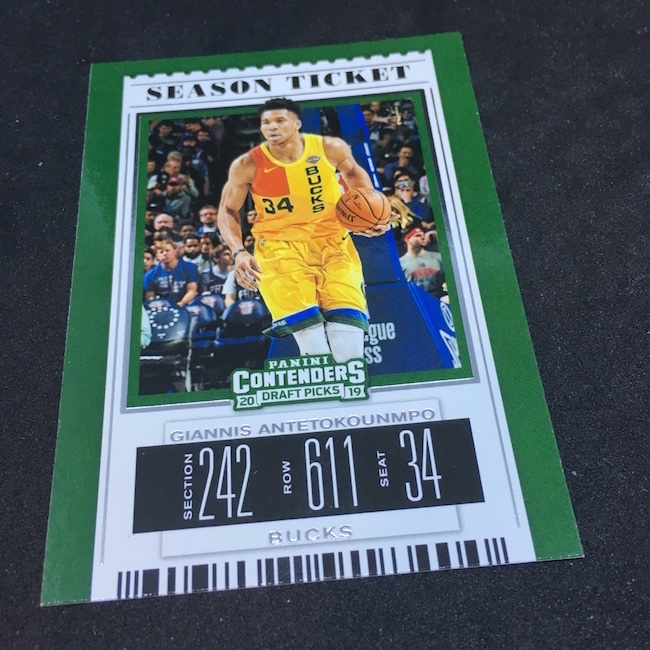 SEASON TICKET
BUCKS
34
PANINI
CONTENDERS
20 DRAFT PICKS 19
GIANNIS ANTETOKOUNMPO
SECTION 242 ROW 611 SEAT 34
BUCKS